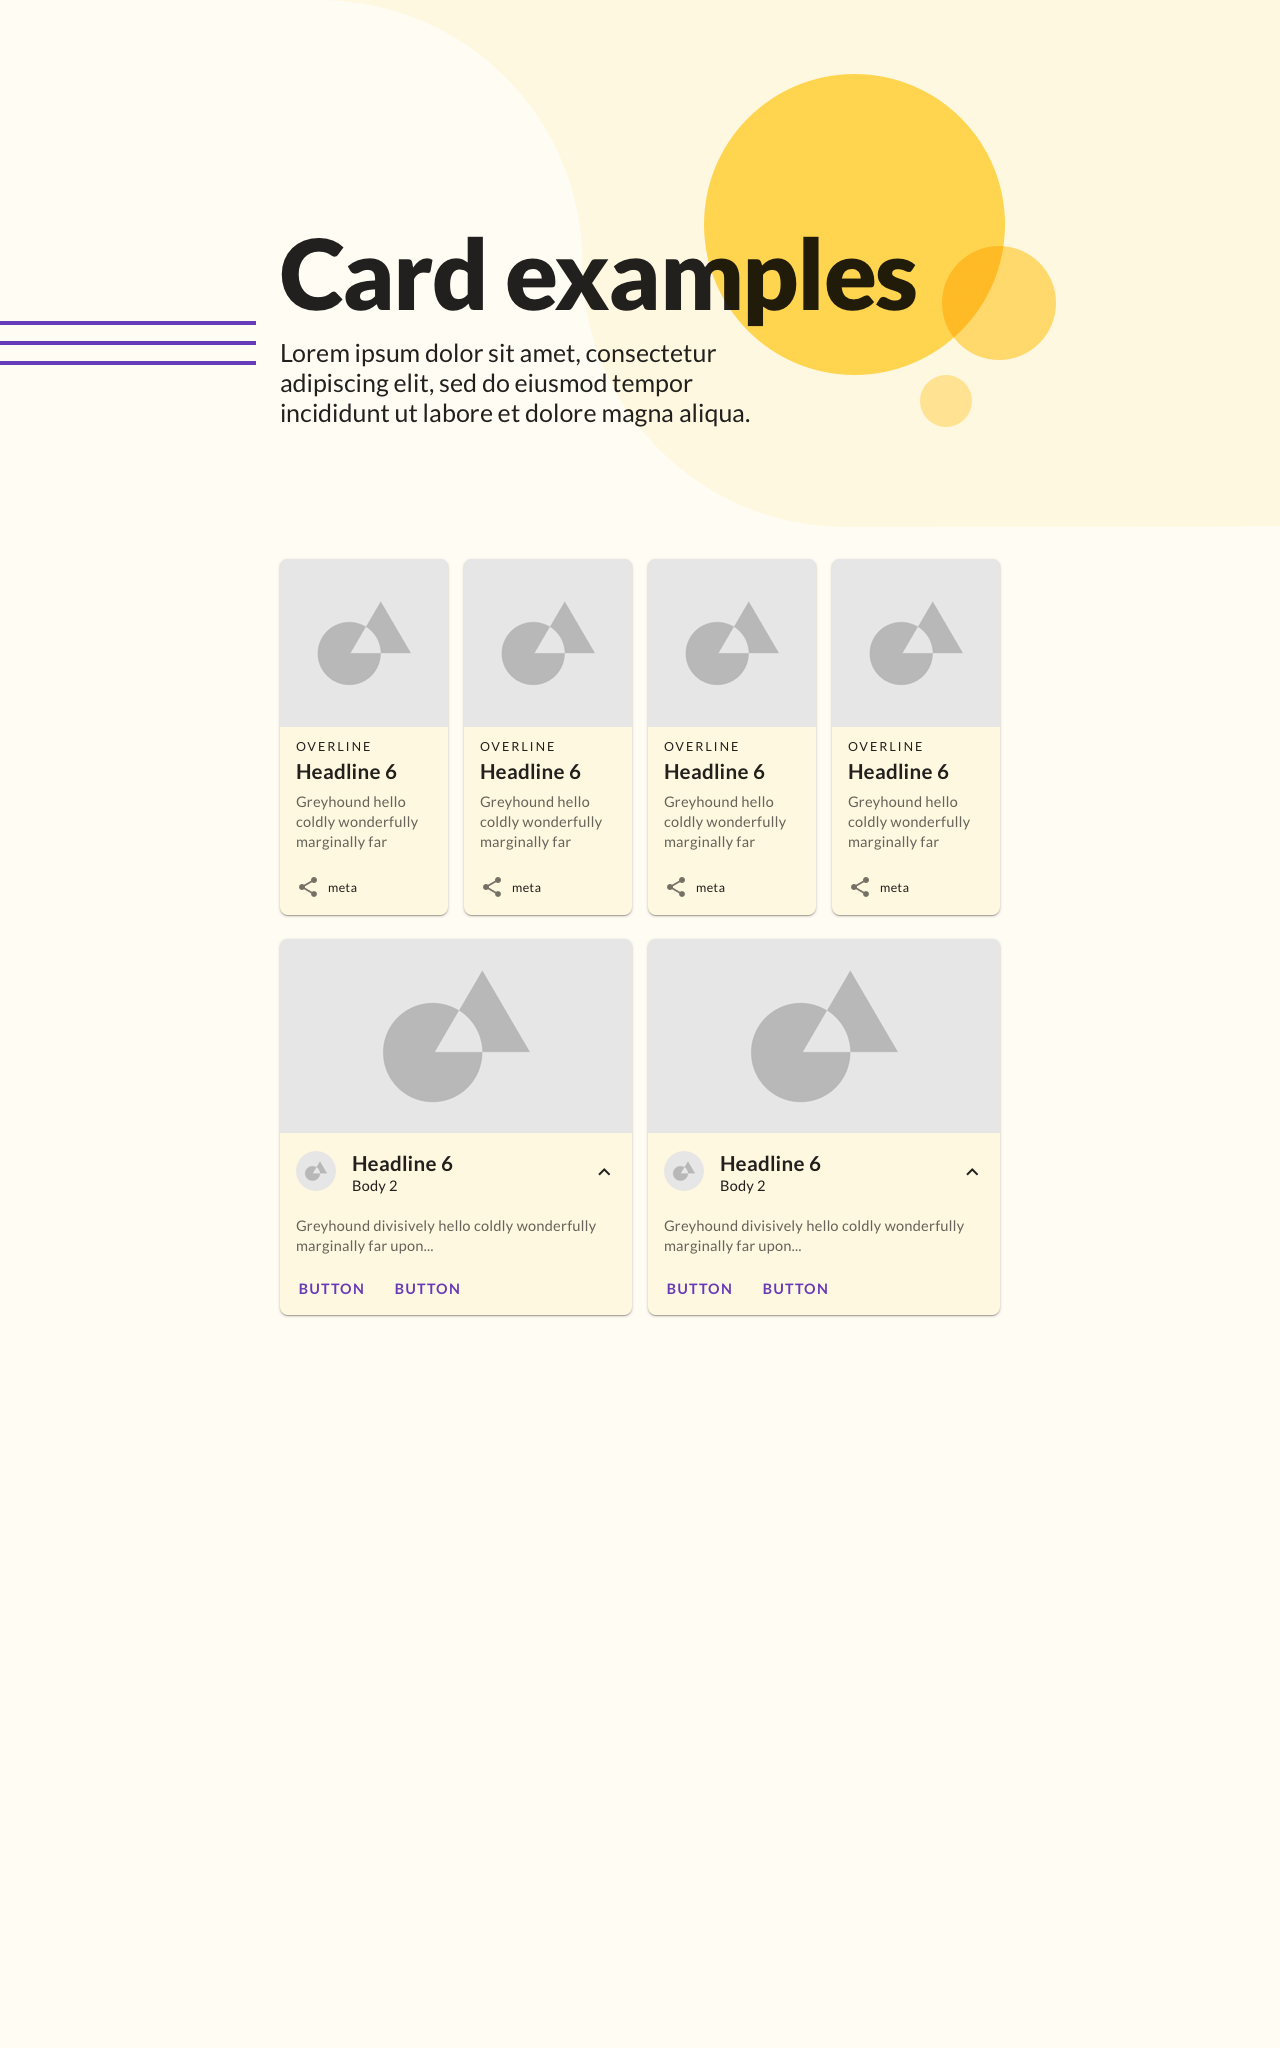 Card examples
Lorem ipsum dolor sit amet, consectetur
adipiscing elit, sed do eiusmod tempor
incididunt ut labore et dolore magna aliqua.
OVERLINE
Headline 6
Greyhound hello
coldly wonderfully
marginally far
meta
OVERLINE
Headline 6
Greyhound hello
coldly wonderfully
marginally far
meta
OVERLINE
Headline 6
Greyhound hello
coldly wonderfully
marginally far
meta
OVERLINE
Headline 6
Greyhound hello
coldly wonderfully
marginally far
meta
Headline 6
Body 2
Greyhound divisively hello coldly wonderfully
marginally far upon...
BUTTON BUTTON
Headline 6
Body 2
Greyhound divisively hello coldly wonderfully
marginally far upon...
BUTTON BUTTON